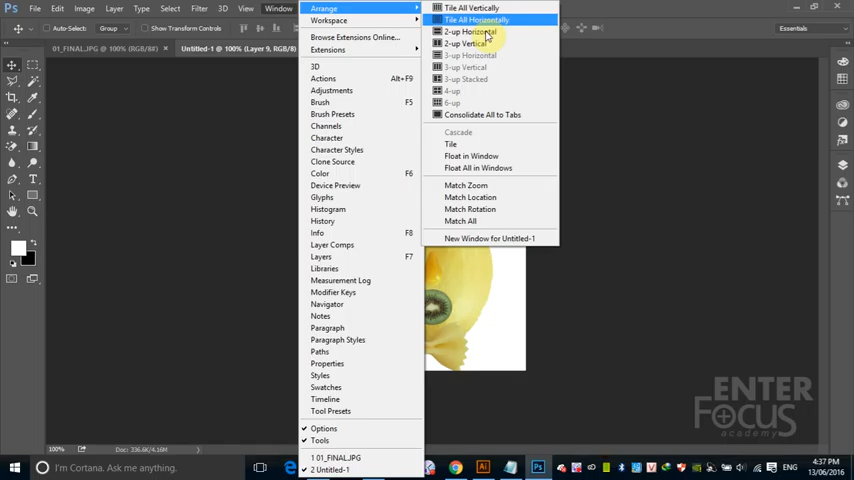 Ps File Edit Image Layer Type Select Filter 3D View Window
Auto-Select: Group Show Transform Controls
Essentials
01_FINAL.JPG @ 100% (RGB/8#) × Untitled-1 @ 100% (Layer 9, RGB/8#)
Arrange
Workspace
Browse Extensions Online...
Extensions
3D
Actions Alt+F9
Adjustments
Brush F5
Brush Presets
Channels
Character
Character Styles
Clone Source
Color F6
Device Preview
Glyphs
Histogram
History
Info F8
Layer Comps
Layers F7
Libraries
Measurement Log
Modifier Keys
Navigator
Notes
Paragraph
Paragraph Styles
Paths
Properties
Styles
Swatches
Timeline
Tool Presets
Options
Tools
1 01_FINAL.JPG
2 Untitled-1
Tile All Vertically
Tile All Horizontally
2-up Horizontal
2-up Vertical
3-up Horizontal
3-up Vertical
3-up Stacked
4-up
6-up
Consolidate All to Tabs
Cascade
Tile
Float in Window
Float All in Windows
Match Zoom
Match Location
Match Rotation
Match All
New Window for Untitled-1
ENTER
FOCUS
academy
100% Doc: 336.6K/4.16M
I'm Cortana. Ask me anything.
Ai
Ps
ENG
4:37 PM
13/06/2016